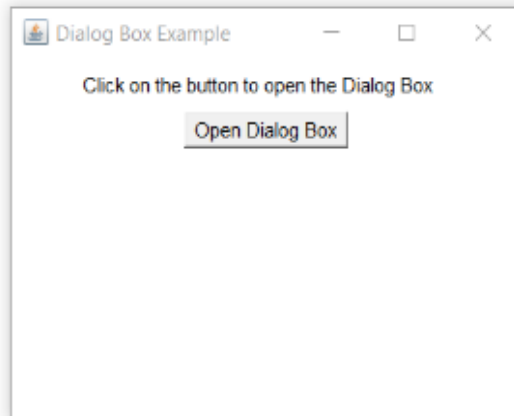 Dialog Box Example
Click on the button to open the Dialog Box
Open Dialog Box